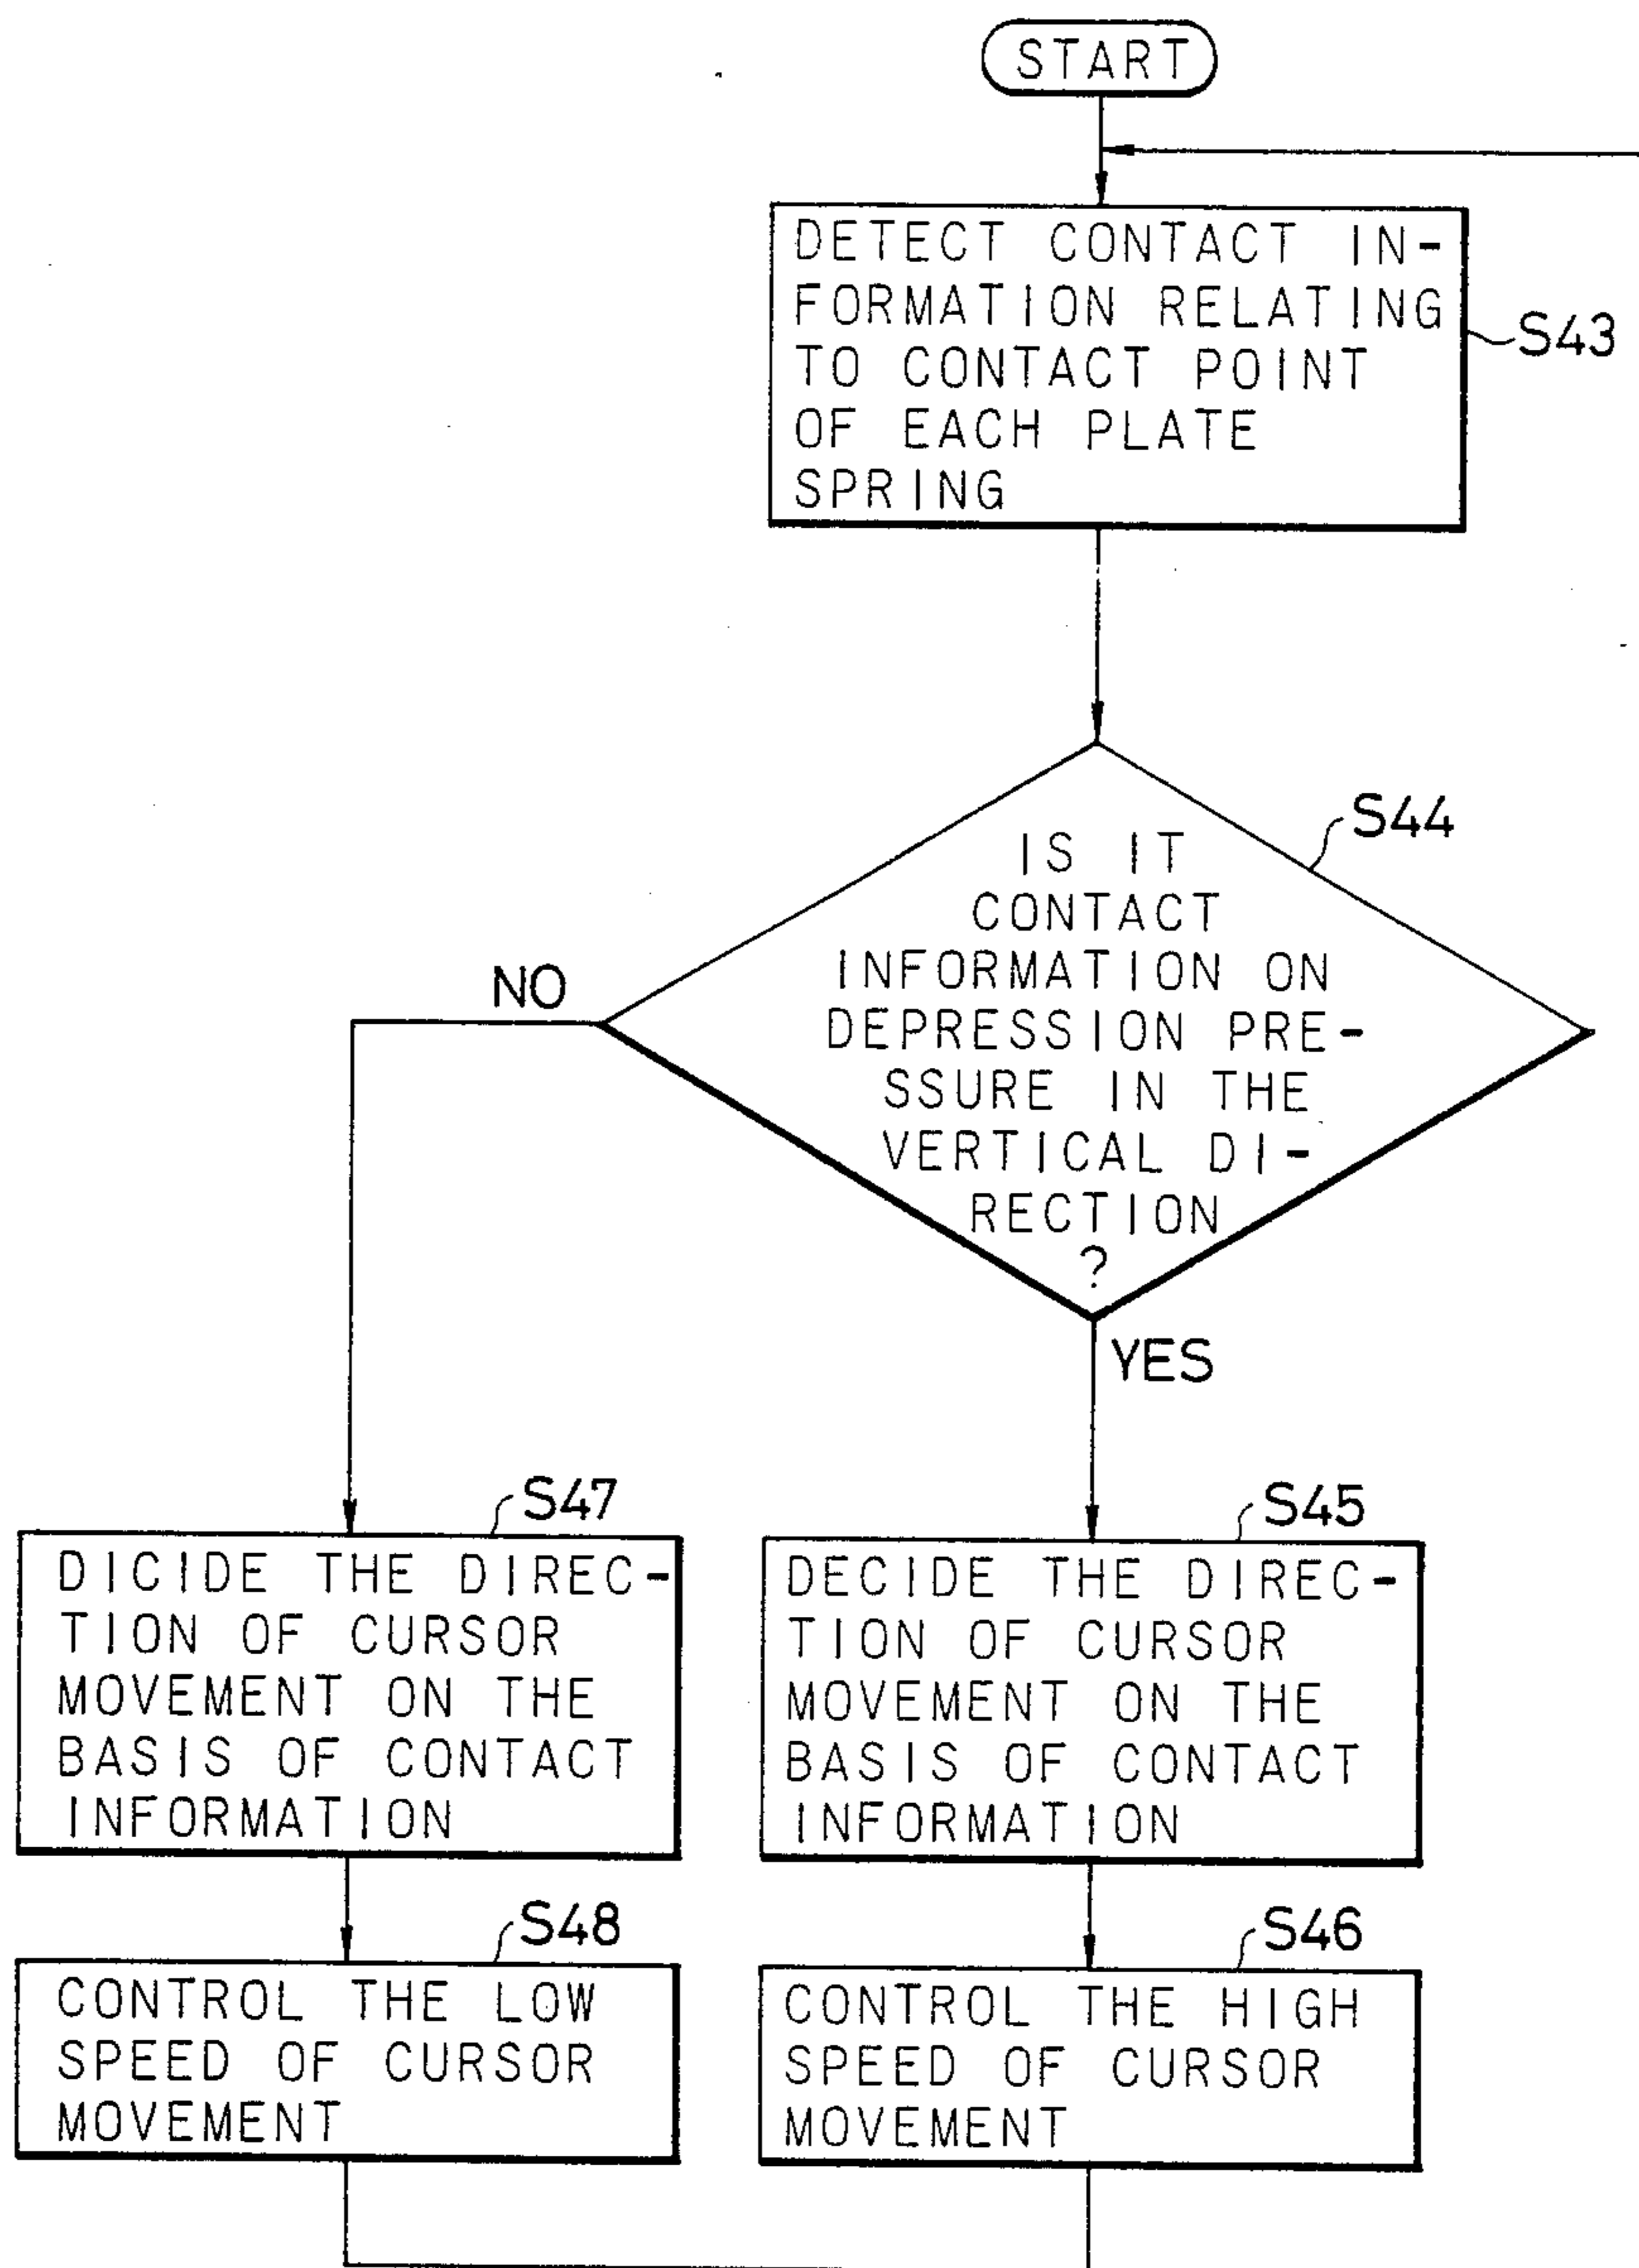 START
DETECT CONTACT IN-
FORMATION RELATING
TO CONTACT POINT
OF EACH PLATE
SPRING
S43
S44
IS IT
CONTACT
INFORMATION ON
DEPRESSION PRE-
SSURE IN THE
VERTICAL DI-
RECTION
?
NO
YES
S47
DICIDE THE DIREC-
TION OF CURSOR
MOVEMENT ON THE
BASIS OF CONTACT
INFORMATION
S45
DECIDE THE DIREC-
TION OF CURSOR
MOVEMENT ON THE
BASIS OF CONTACT
INFORMATION
S48
CONTROL THE LOW
SPEED OF CURSOR
MOVEMENT
S46
CONTROL THE HIGH
SPEED OF CURSOR
MOVEMENT